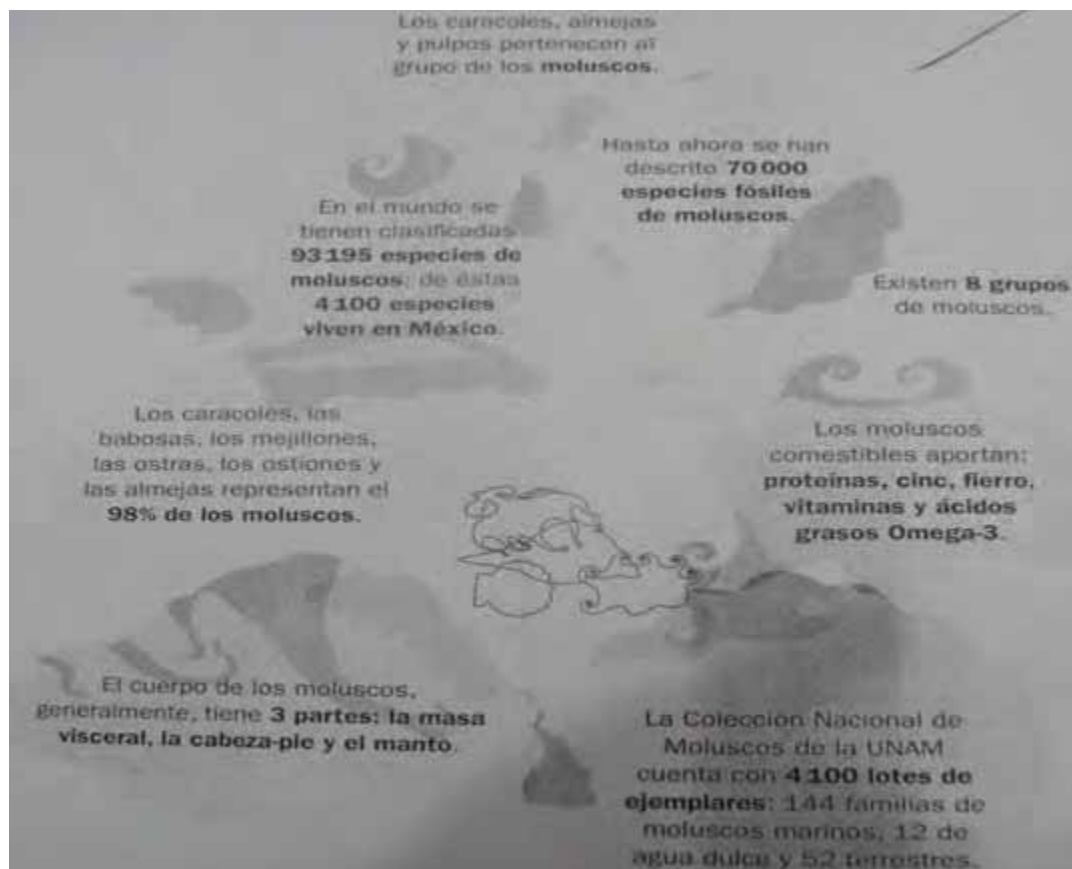 Los caracoles, almejas
y pulpos pertenecen al
grupo de los moluscos.
Hasta ahora se han
descrito 70 000
especies fósiles
de moluscos.
En el mundo se
tienen clasificadas
93 195 especies de
moluscos; de éstas
4 100 especies
viven en México.
Existen 8 grupos
de moluscos.
Los caracoles, las
babosas, los mejillones,
las ostras, los ostiones y
las almejas representan el
98% de los moluscos.
Los moluscos
comestibles aportan:
proteínas, cinc, fierro,
vitaminas y ácidos
grasos Omega-3.
El cuerpo de los moluscos,
generalmente, tiene 3 partes: la masa
visceral, la cabeza-pie y el manto.
La Colección Nacional de
Moluscos de la UNAM
cuenta con 4 100 lotes de
ejemplares: 144 familias de
moluscos marinos, 12 de
agua dulce y 52 terrestres.